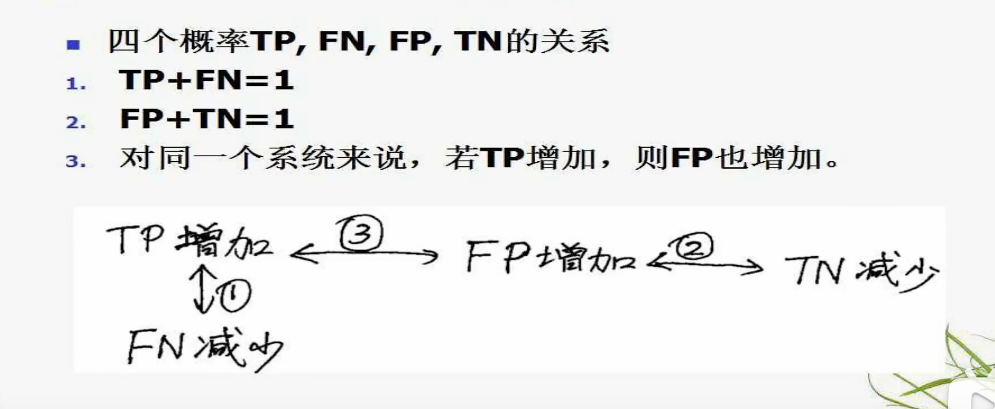 四个概率TP, FN, FP, TN的关系
1. TP+FN=1
2. FP+TN=1
3. 对同一个系统来说，若TP增加，则FP也增加。
TP增加 ③ FP增加 ② TN减少
①
FN减少